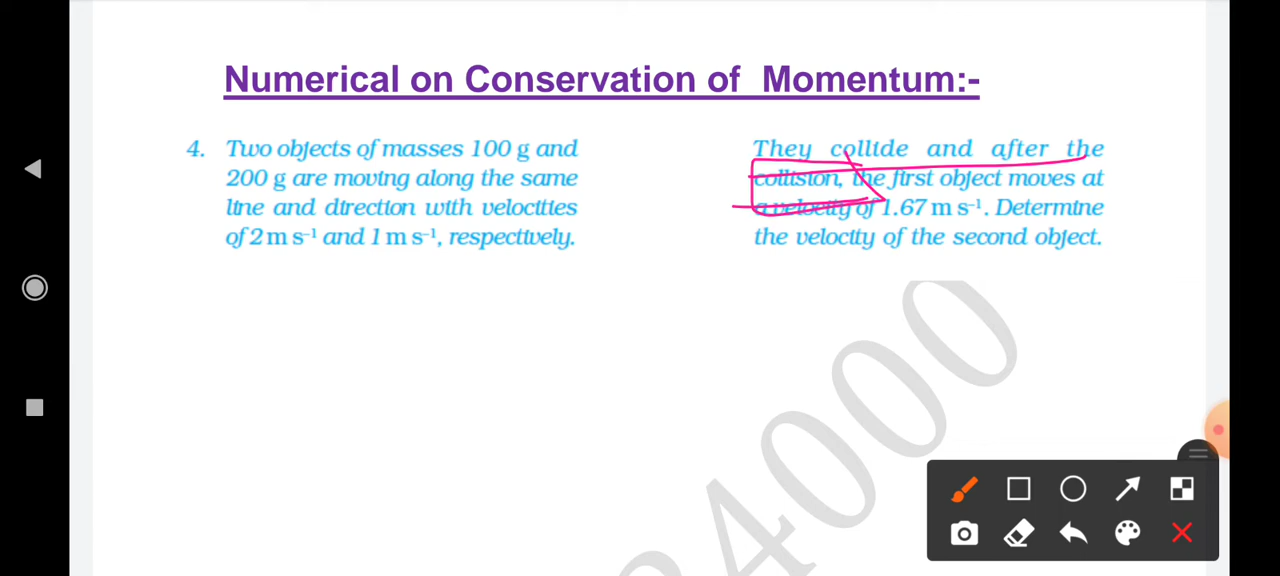 Numerical on Conservation of Momentum:-
4. Two objects of masses 100 g and
200 g are moving along the same
line and direction with velocities
of 2 m s⁻¹ and 1 m s⁻¹, respectively.
They collide and after the
collision, the first object moves at
a velocity of 1.67 m s⁻¹. Determine
the velocity of the second object.
4000